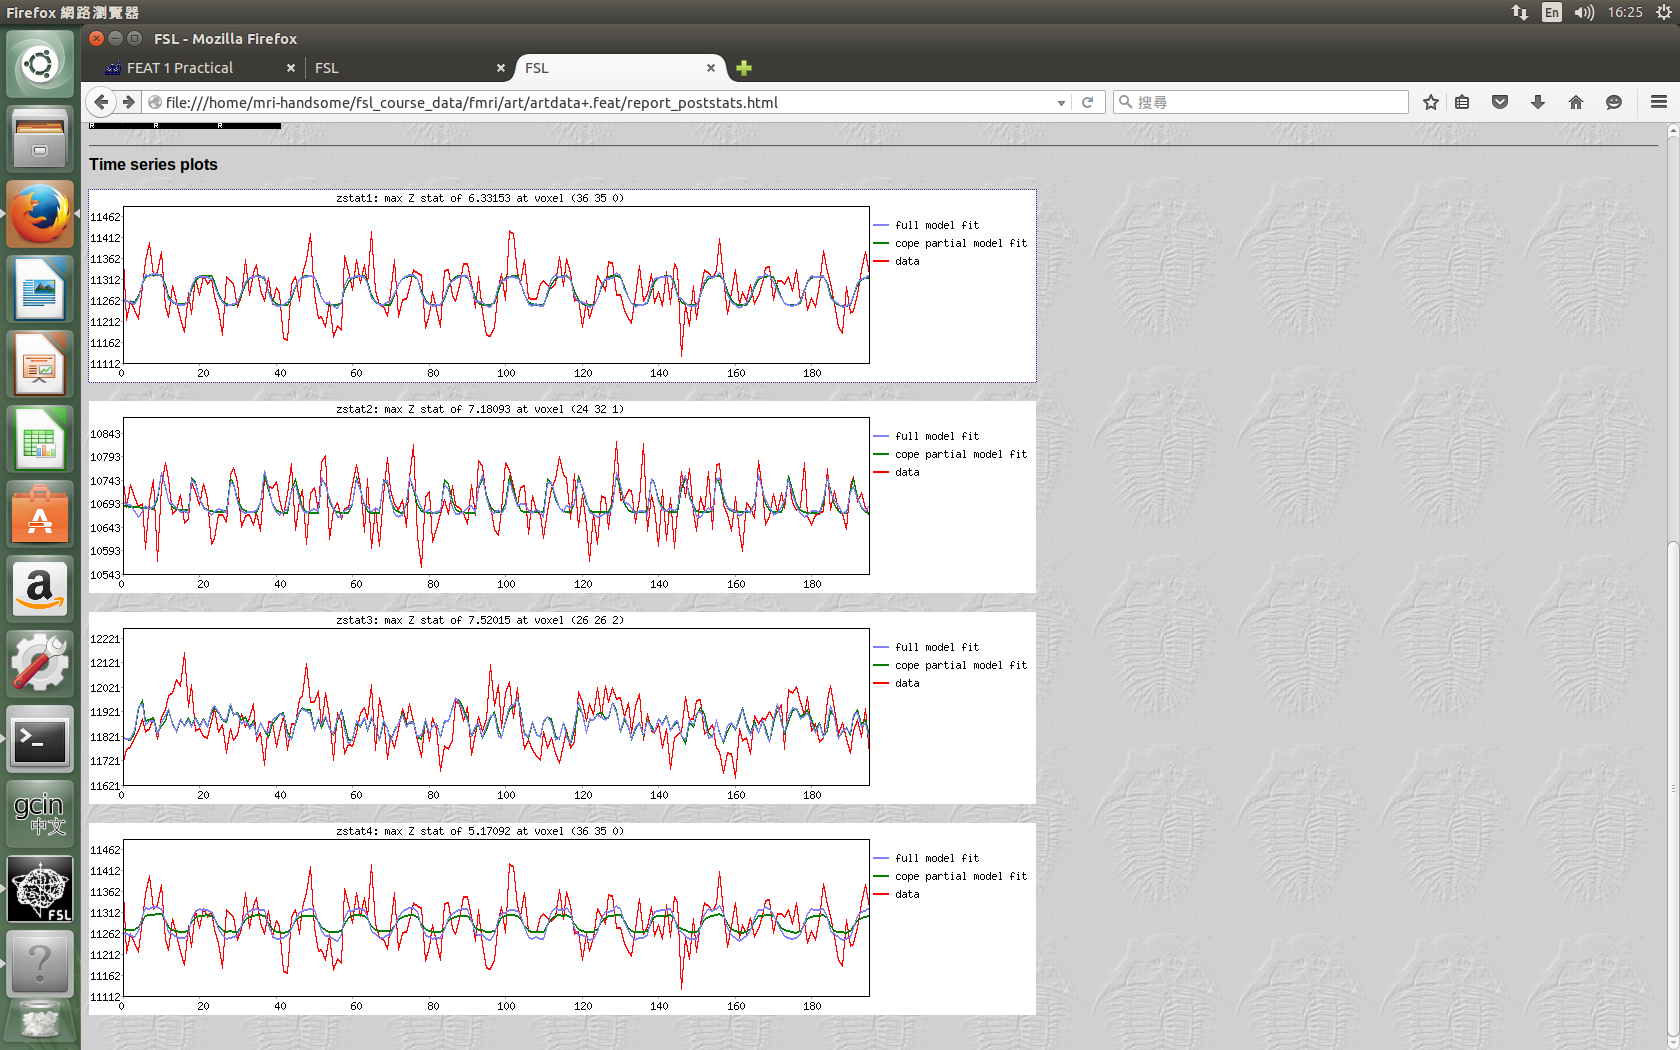 Firefox 網路瀏覽器
En
16:25
FSL - Mozilla Firefox
FEAT 1 Practical
FSL
FSL
file:///home/mri-handsome/fsl_course_data/fmri/art/artdata+.feat/report_poststats.html
搜尋
R R R
Time series plots
zstat1: max Z stat of 6.33153 at voxel (36 35 0)
11462
11412
11362
11312
11262
11212
11162
11112
0 20 40 60 80 100 120 140 160 180
full model fit
cope partial model fit
data
zstat2: max Z stat of 7.18093 at voxel (24 32 1)
10843
10793
10743
10693
10643
10593
10543
0 20 40 60 80 100 120 140 160 180
full model fit
cope partial model fit
data
zstat3: max Z stat of 7.52015 at voxel (26 26 2)
12221
12121
12021
11921
11821
11721
11621
0 20 40 60 80 100 120 140 160 180
full model fit
cope partial model fit
data
zstat4: max Z stat of 5.17092 at voxel (36 35 0)
11462
11412
11362
11312
11262
11212
11162
11112
0 20 40 60 80 100 120 140 160 180
full model fit
cope partial model fit
data
gcin
中文
FSL